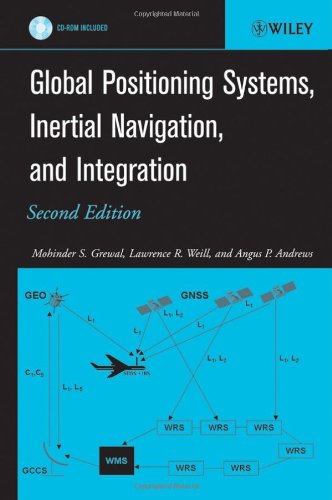 CD-ROM INCLUDED
WILEY
Global Positioning Systems,
Inertial Navigation,
and Integration
Second Edition
Mohinder S. Grewal, Lawrence R. Weill, and Angus P. Andrews
GEO
GNSS
L₁
L₁, L₂
L₁
L₁
L₁, L₂
L₁, L₂
C₁,C₅
L₁, L₅
WRS
WRS
WRS
WRS
WMS
WRS
WRS
GCCS